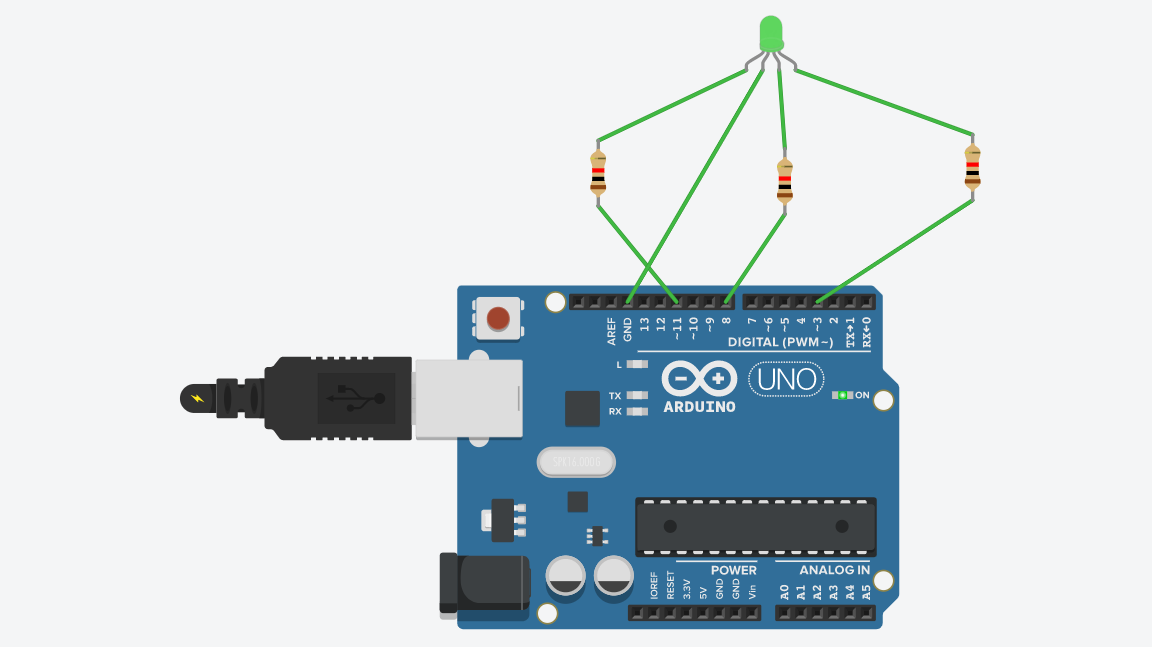 AREF
GND
13
12
~11
~10
~9
8
7
~6
~5
4
~3
2
TX→1
RX←0
DIGITAL (PWM~)
L
TX
RX
ARDUINO
UNO
ON
POWER
ANALOG IN
IOREF
RESET
3.3V
5V
GND
GND
Vin
A0
A1
A2
A3
A4
A5